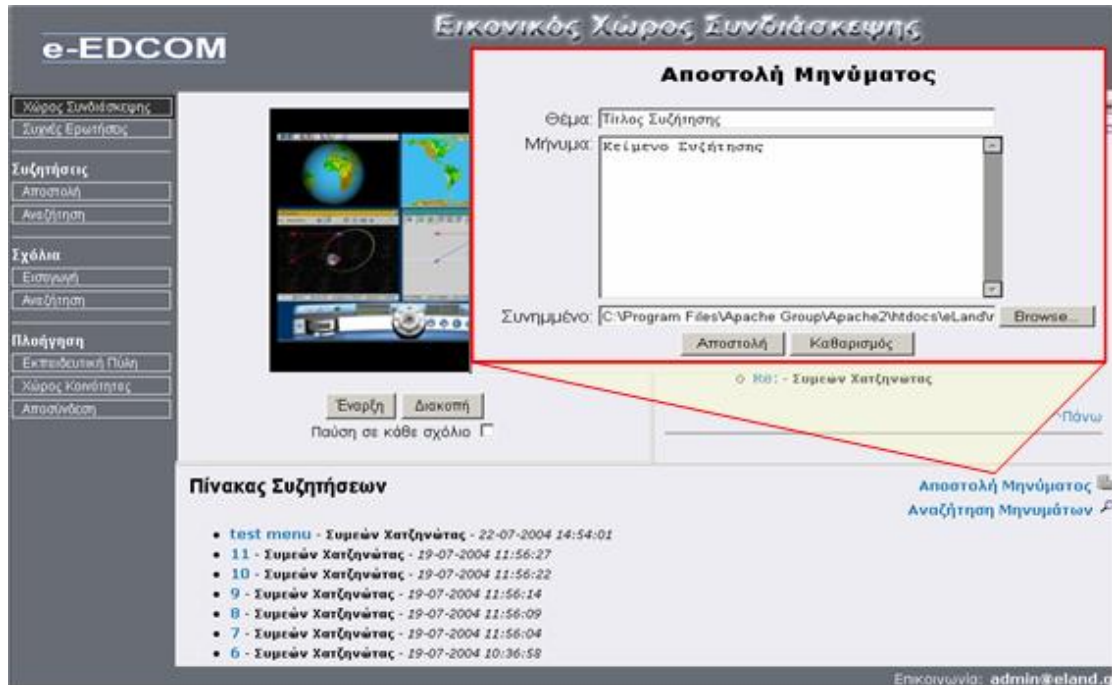 e-EDCOM
Εικονικός Χώρος Συνδιάσκεψης
Χώρος Συνδιάσκεψης
Συχνές Ερωτήσεις
Συζητήσεις
Αποστολή
Αναζήτηση
Σχόλια
Εισαγωγή
Αναζήτηση
Πλοήγηση
Εκπαιδευτική Πύλη
Χώρος Κοινότητας
Αποσύνδεση
Έναρξη Διακοπή
Παύση σε κάθε σχόλιο
Αποστολή Μηνύματος
Θέμα: Τίτλος Συζήτησης
Μήνυμα: Κείμενο Συζήτησης
Συνημμένο: C:\Program Files\Apache Group\Apache2\htdocs\eLand\r Browse...
Αποστολή Καθαρισμός
Re: - Συμεών Χατζηνώτας
^Πάνω
Πίνακας Συζητήσεων
Αποστολή Μηνύματος
Αναζήτηση Μηνυμάτων
test menu - Συμεών Χατζηνώτας - 22-07-2004 14:54:01
11 - Συμεών Χατζηνώτας - 19-07-2004 11:56:27
10 - Συμεών Χατζηνώτας - 19-07-2004 11:56:22
9 - Συμεών Χατζηνώτας - 19-07-2004 11:56:14
8 - Συμεών Χατζηνώτας - 19-07-2004 11:56:09
7 - Συμεών Χατζηνώτας - 19-07-2004 11:56:04
6 - Συμεών Χατζηνώτας - 19-07-2004 10:36:58
Επικοινωνία: admin@eland.g